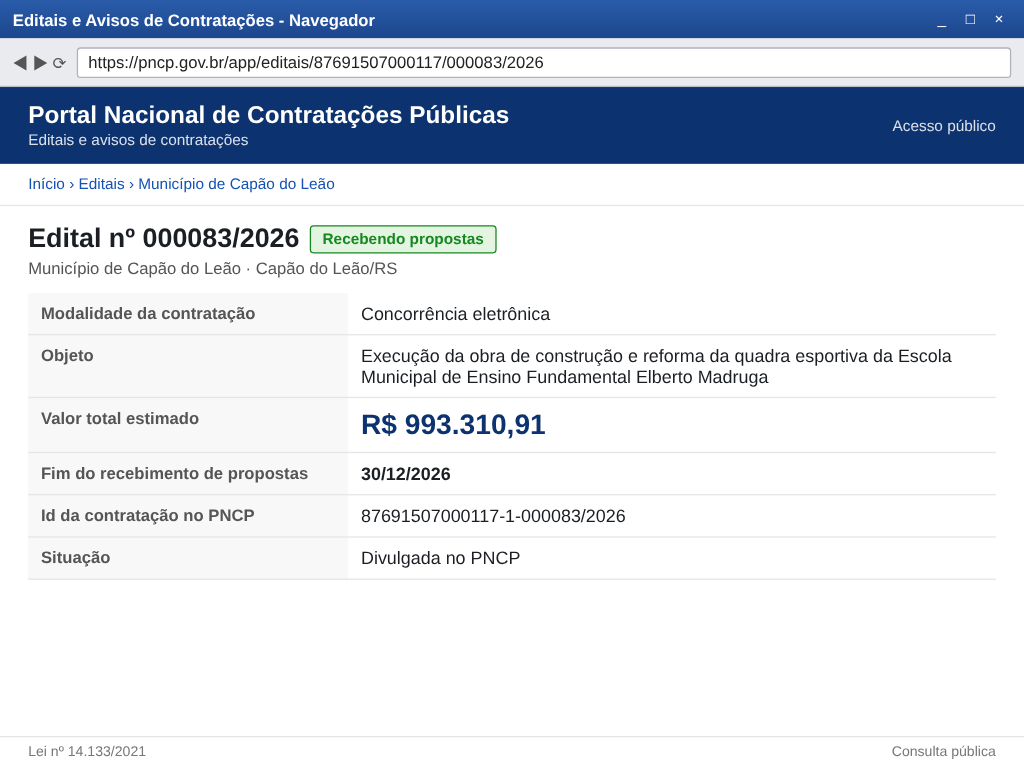 Editais e Avisos de Contratações - Navegador
https://pncp.gov.br/app/editais/87691507000117/000083/2026
Portal Nacional de Contratações Públicas
Editais e avisos de contratações
Acesso público
Início › Editais › Município de Capão do Leão
Edital nº 000083/2026 Recebendo propostas
Município de Capão do Leão · Capão do Leão/RS
Modalidade da contratação Concorrência eletrônica
Objeto Execução da obra de construção e reforma da quadra esportiva da Escola
Municipal de Ensino Fundamental Elberto Madruga
Valor total estimado R$ 993.310,91
Fim do recebimento de propostas 30/12/2026
Id da contratação no PNCP 87691507000117-1-000083/2026
Situação Divulgada no PNCP
Lei nº 14.133/2021 Consulta pública